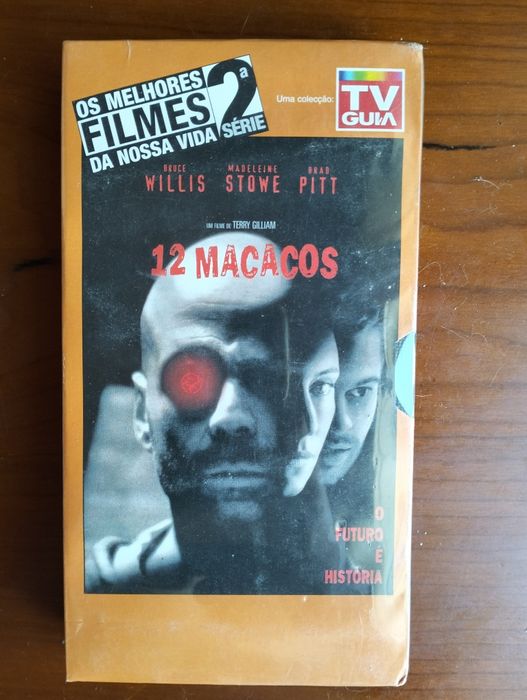 OS MELHORES
FILMES
DA NOSSA VIDA
2ª
SÉRIE
Uma colecção:
TV
GUIA
BRUCE WILLIS
MADELEINE STOWE
BRAD PITT
UM FILME DE TERRY GILLIAM
12 MACACOS
O
FUTURO
É
HISTÓRIA